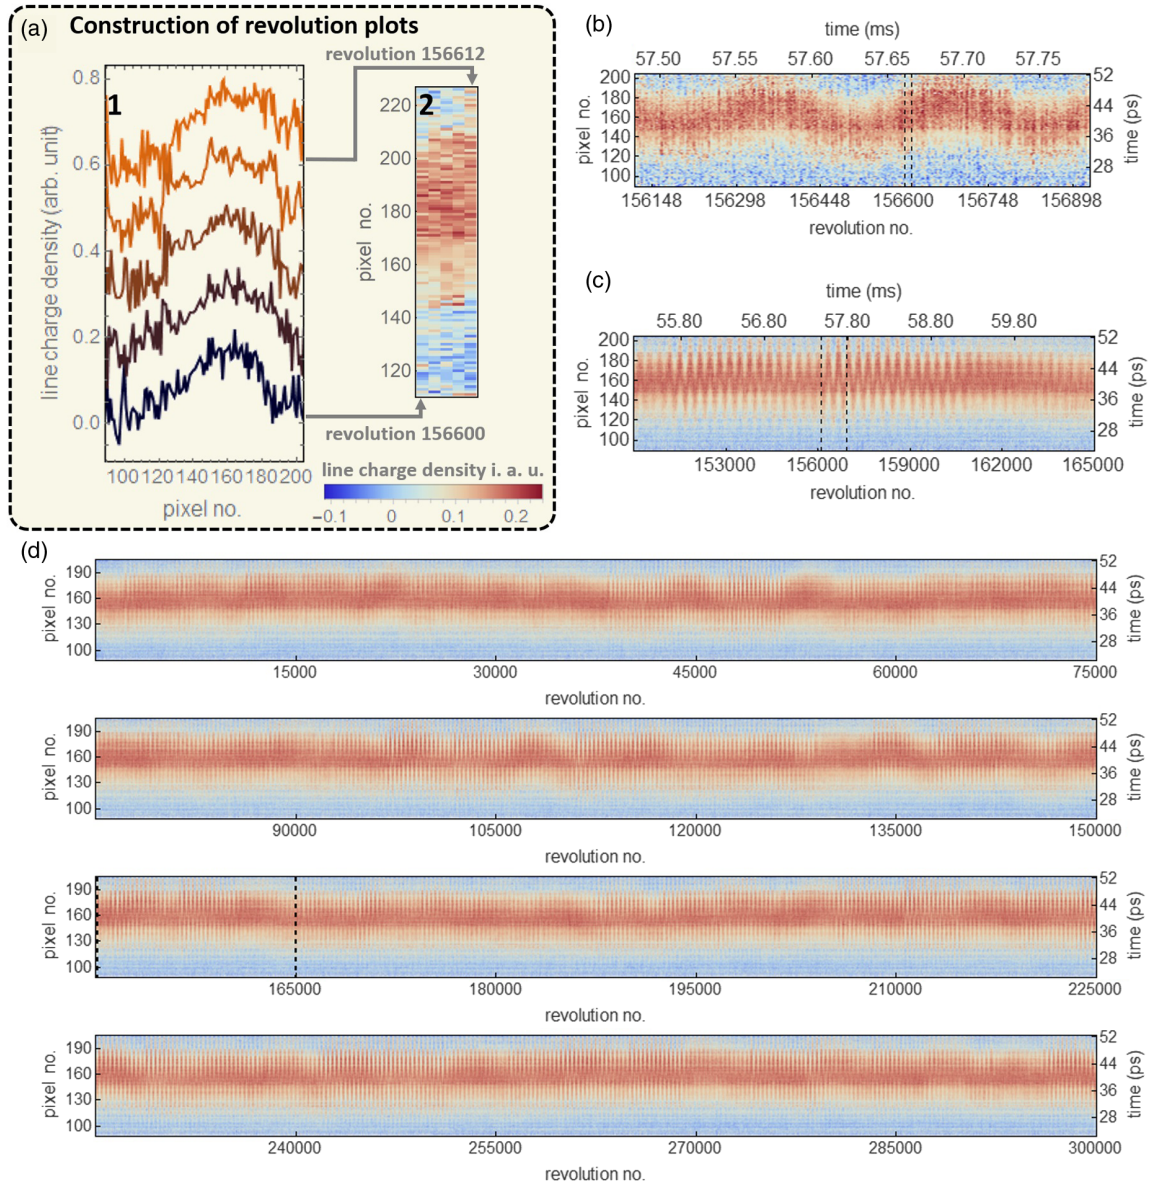 (a) Construction of revolution plots
revolution 156612
1
2
line charge density (arb. unit)
0.8
0.6
0.4
0.2
0.0
100 120 140 160 180 200
pixel no.
pixel no.
220
200
180
160
140
120
revolution 156600
line charge density i. a. u.
−0.1 0 0.1 0.2
(b)
time (ms)
57.50 57.55 57.60 57.65 57.70 57.75
pixel no.
200
180
160
140
120
100
52
44
36
28
time (ps)
156148 156298 156448 156600 156748 156898
revolution no.
(c)
time (ms)
55.80 56.80 57.80 58.80 59.80
pixel no.
200
180
160
140
120
100
52
44
36
28
time (ps)
153000 156000 159000 162000 165000
revolution no.
(d)
pixel no.
190
160
130
100
52
44
36
28
time (ps)
15000 30000 45000 60000 75000
revolution no.
pixel no.
190
160
130
100
52
44
36
28
time (ps)
90000 105000 120000 135000 150000
revolution no.
pixel no.
190
160
130
100
52
44
36
28
time (ps)
165000 180000 195000 210000 225000
revolution no.
pixel no.
190
160
130
100
52
44
36
28
time (ps)
240000 255000 270000 285000 300000
revolution no.